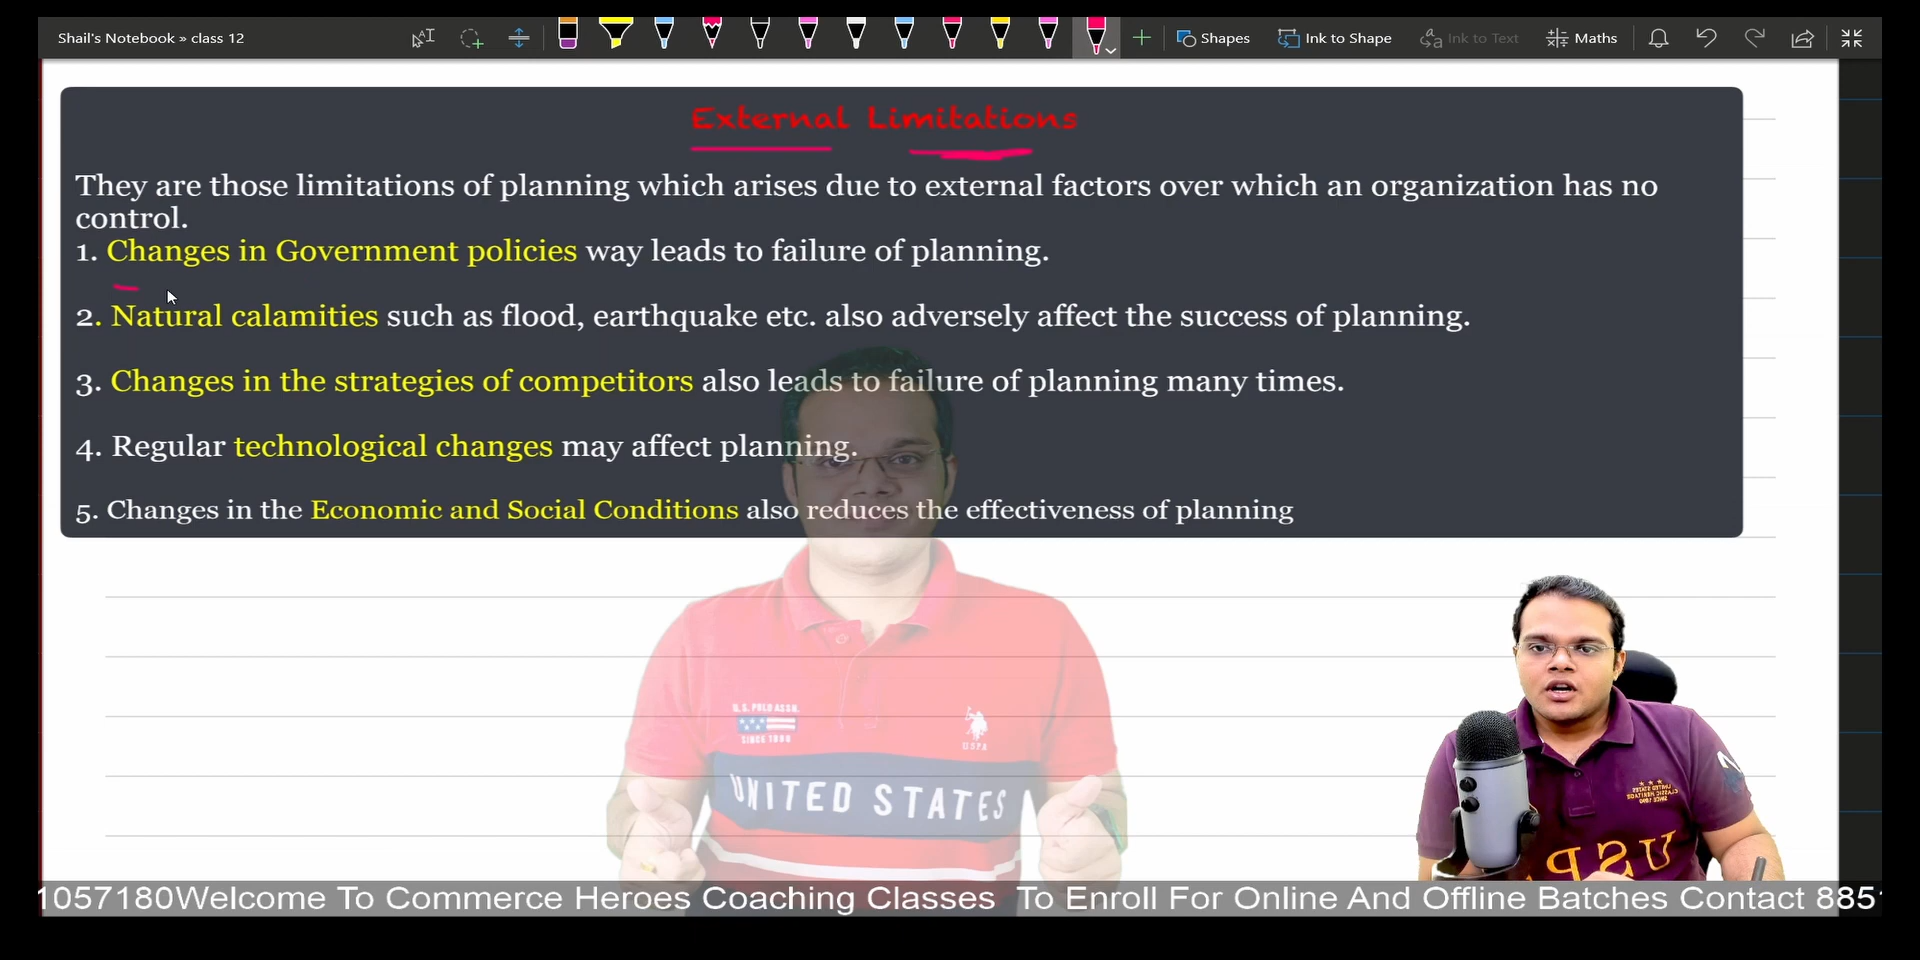 Shail's Notebook » class 12
Shapes
Ink to Shape
Ink to Text
Maths
External Limitations
They are those limitations of planning which arises due to external factors over which an organization has no
control.
1. Changes in Government policies way leads to failure of planning.
2. Natural calamities such as flood, earthquake etc. also adversely affect the success of planning.
3. Changes in the strategies of competitors also leads to failure of planning many times.
4. Regular technological changes may affect planning.
5. Changes in the Economic and Social Conditions also reduces the effectiveness of planning
U.S. POLO ASSN.
SINCE 1890
USPA
UNITED STATES
1057180Welcome To Commerce Heroes Coaching Classes To Enroll For Online And Offline Batches Contact 885